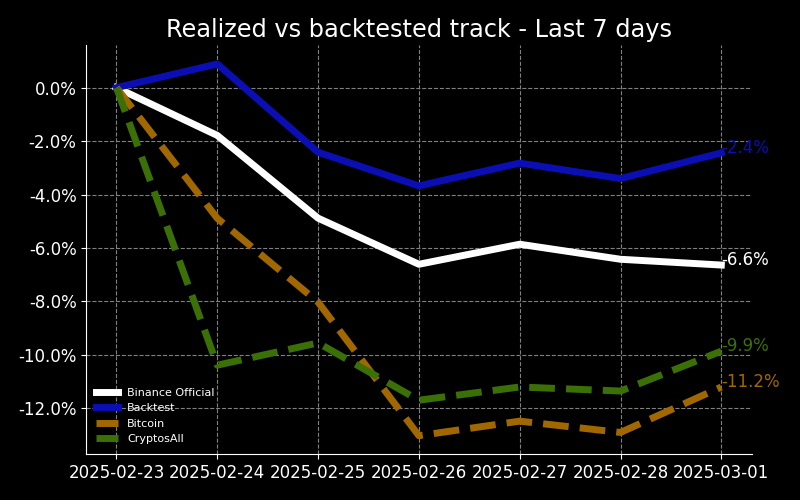 Realized vs backtested track - Last 7 days
0.0%
-2.0%
-4.0%
-6.0%
-8.0%
-10.0%
-12.0%
-2.4%
-6.6%
-9.9%
-11.2%
Binance Official
Backtest
Bitcoin
CryptosAll
2025-02-23 2025-02-24 2025-02-25 2025-02-26 2025-02-27 2025-02-28 2025-03-01